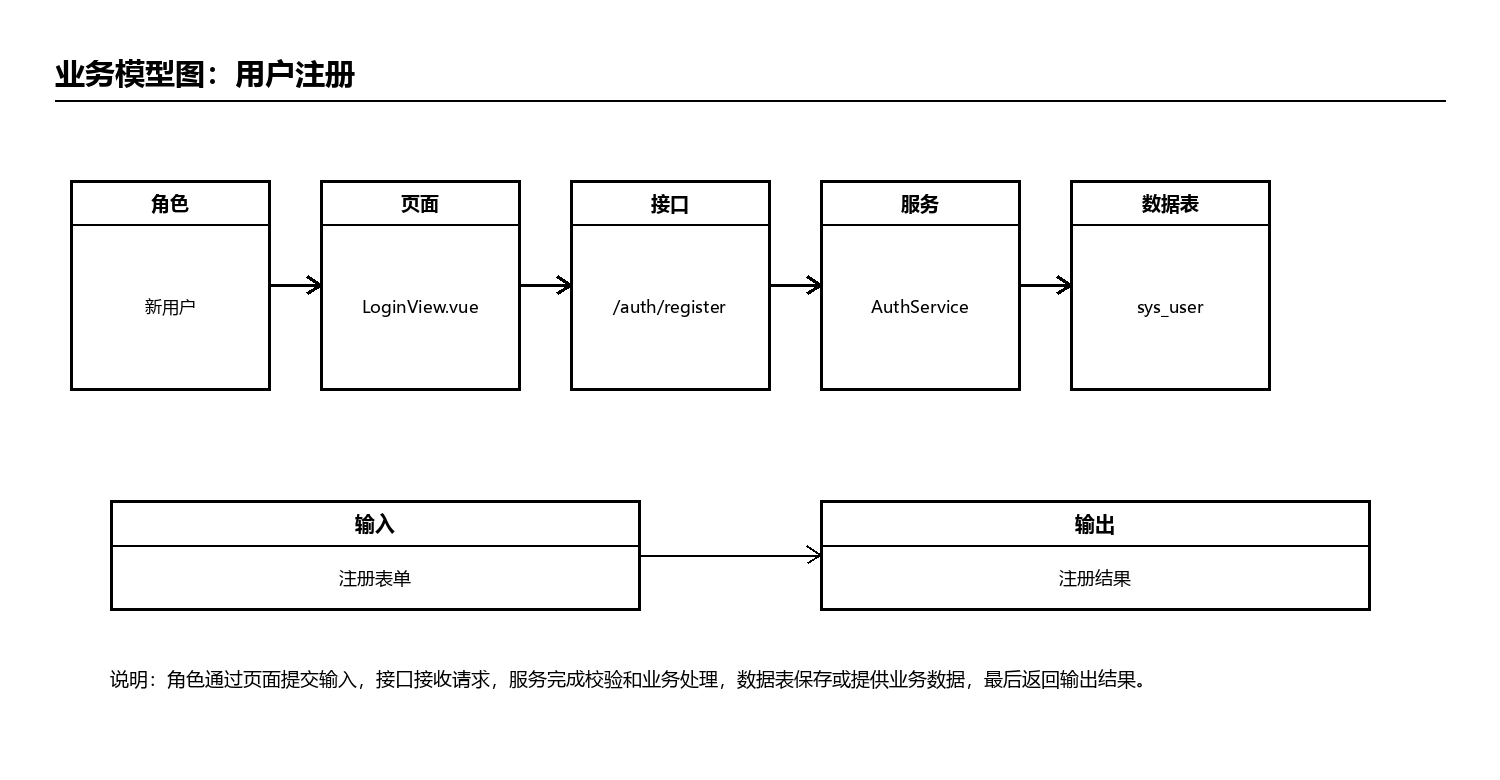 业务模型图：用户注册
角色
新用户
页面
LoginView.vue
接口
/auth/register
服务
AuthService
数据表
sys_user
输入
注册表单
输出
注册结果
说明：角色通过页面提交输入，接口接收请求，服务完成校验和业务处理，数据表保存或提供业务数据，最后返回输出结果。